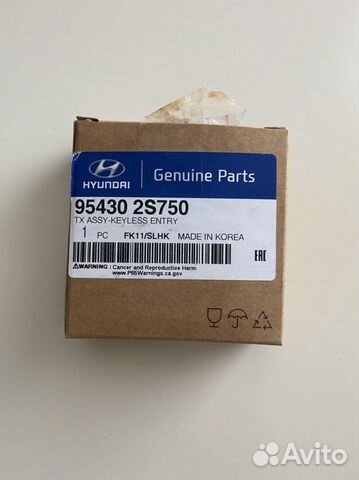 HYUNDAI
Genuine Parts
95430 2S750
TX ASSY-KEYLESS ENTRY
1 PC FK11/SLHK MADE IN KOREA
EAC
WARNING : Cancer and Reproductive Harm
www.P65Warnings.ca.gov
Avito